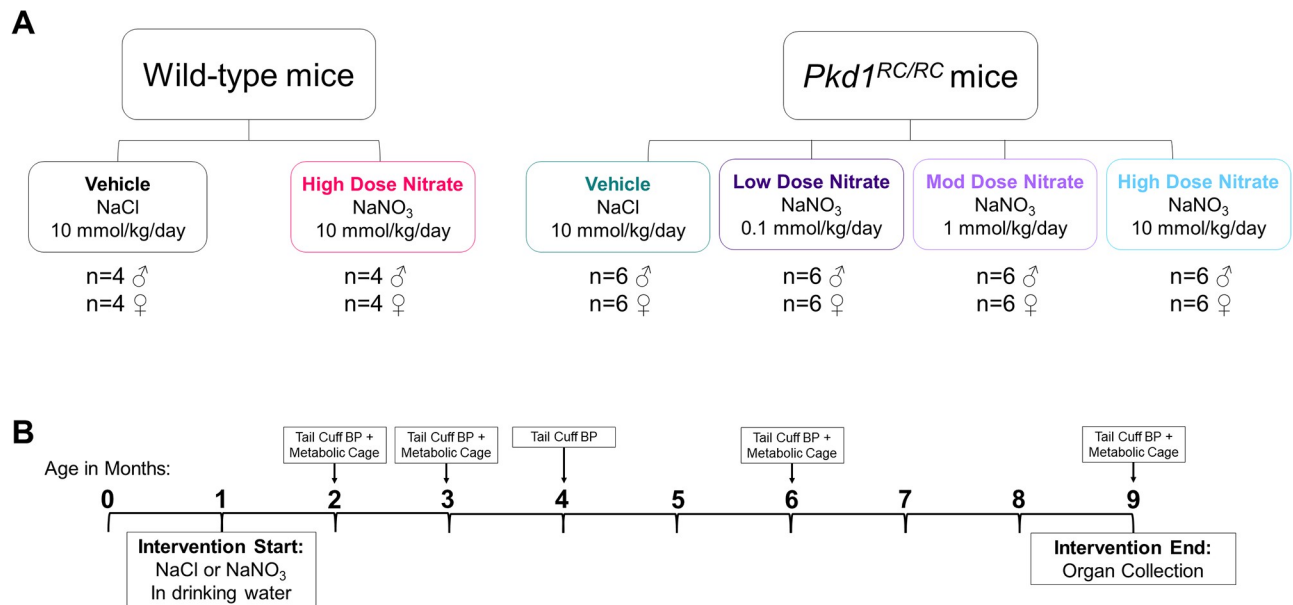 A
Wild-type mice
Pkd1RC/RC mice
Vehicle
NaCl
10 mmol/kg/day
High Dose Nitrate
NaNO3
10 mmol/kg/day
Vehicle
NaCl
10 mmol/kg/day
Low Dose Nitrate
NaNO3
0.1 mmol/kg/day
Mod Dose Nitrate
NaNO3
1 mmol/kg/day
High Dose Nitrate
NaNO3
10 mmol/kg/day
n=4 ♂
n=4 ♀
n=4 ♂
n=4 ♀
n=6 ♂
n=6 ♀
n=6 ♂
n=6 ♀
n=6 ♂
n=6 ♀
n=6 ♂
n=6 ♀
B
Tail Cuff BP +
Metabolic Cage
Tail Cuff BP +
Metabolic Cage
Tail Cuff BP
Tail Cuff BP +
Metabolic Cage
Tail Cuff BP +
Metabolic Cage
Age in Months:
0 1 2 3 4 5 6 7 8 9
Intervention Start:
NaCl or NaNO3
In drinking water
Intervention End:
Organ Collection